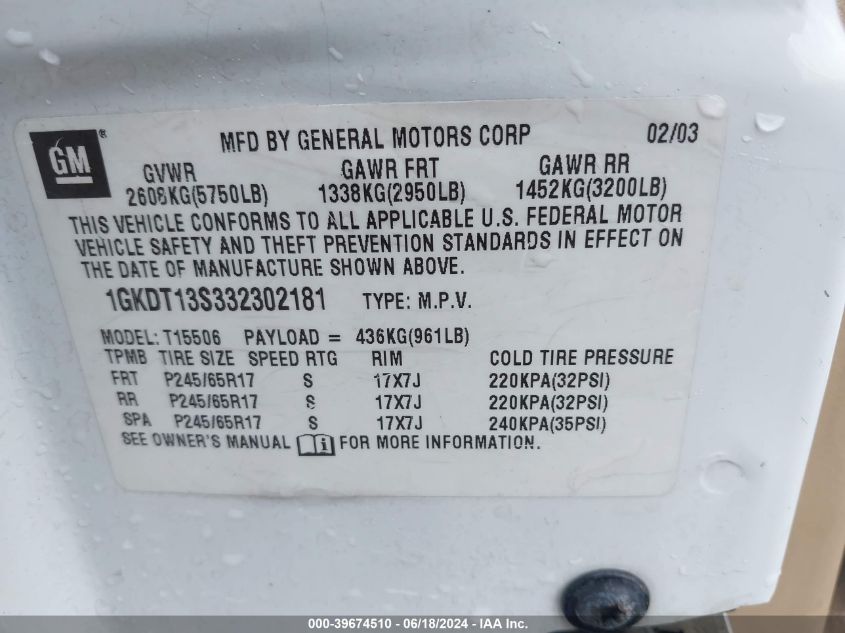 GM®
MFD BY GENERAL MOTORS CORP 02/03
GVWR GAWR FRT GAWR RR
2608KG(5750LB) 1338KG(2950LB) 1452KG(3200LB)
THIS VEHICLE CONFORMS TO ALL APPLICABLE U.S. FEDERAL MOTOR
VEHICLE SAFETY AND THEFT PREVENTION STANDARDS IN EFFECT ON
THE DATE OF MANUFACTURE SHOWN ABOVE.
1GKDT13S332302181 TYPE: M.P.V.
MODEL: T15506 PAYLOAD = 436KG(961LB)
TPMB TIRE SIZE SPEED RTG RIM COLD TIRE PRESSURE
FRT P245/65R17 S 17X7J 220KPA(32PSI)
RR P245/65R17 S 17X7J 220KPA(32PSI)
SPA P245/65R17 S 17X7J 240KPA(35PSI)
SEE OWNER'S MANUAL i FOR MORE INFORMATION.
000-39674510 - 06/18/2024 - IAA Inc.